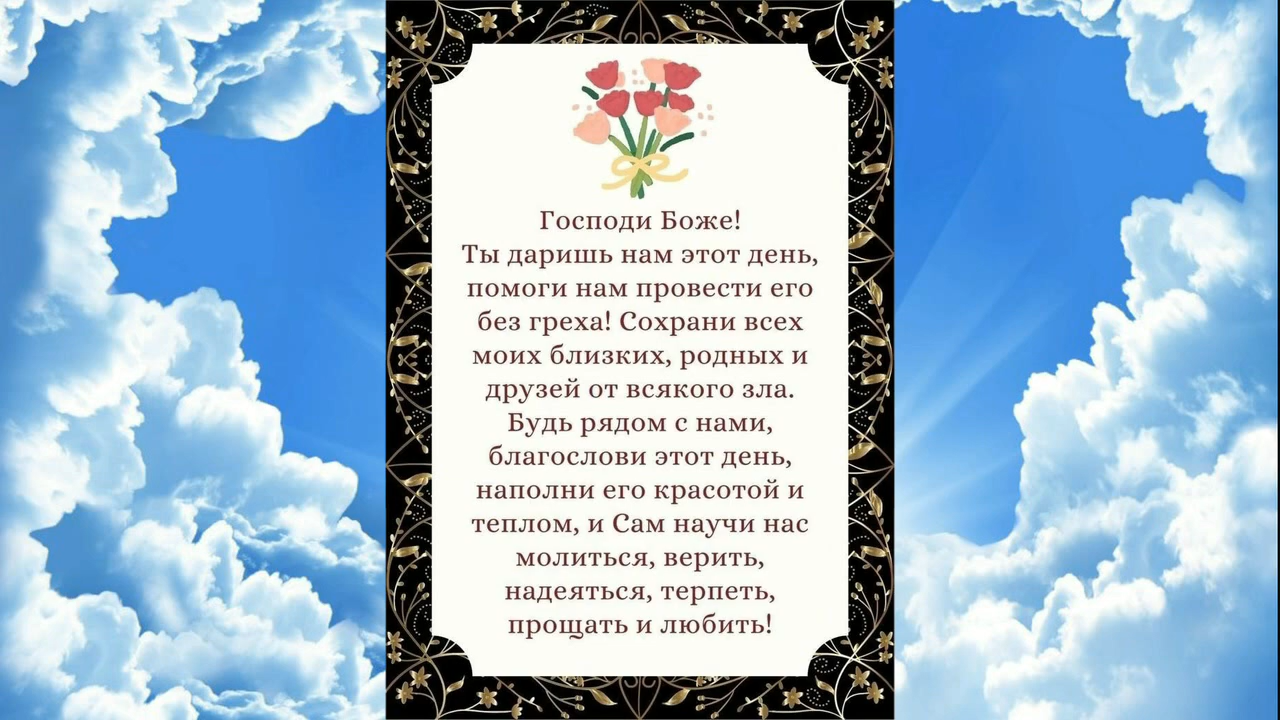 Господи Боже!
Ты даришь нам этот день,
помоги нам провести его
без греха! Сохрани всех
моих близких, родных и
друзей от всякого зла.
Будь рядом с нами,
благослови этот день,
наполни его красотой и
теплом, и Сам научи нас
молиться, верить,
надеяться, терпеть,
прощать и любить!